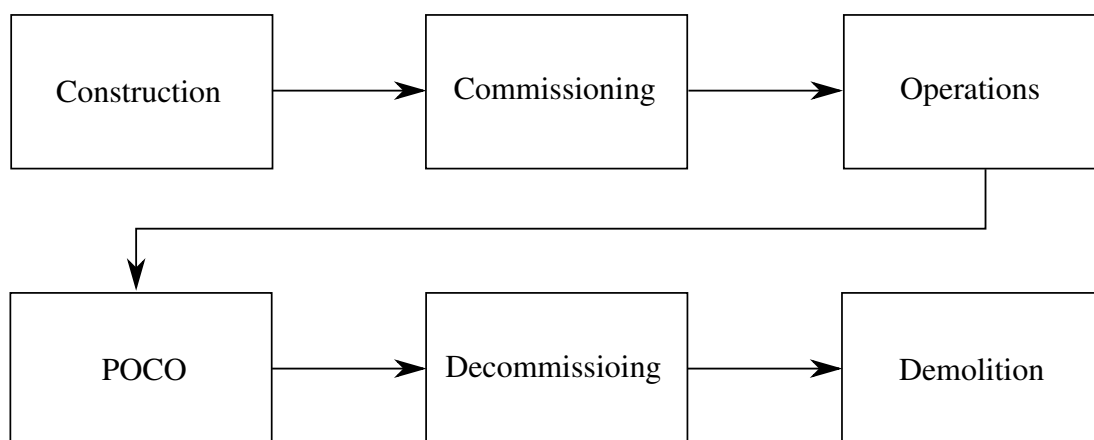 Construction
Commissioning
Operations
POCO
Decommissioing
Demolition